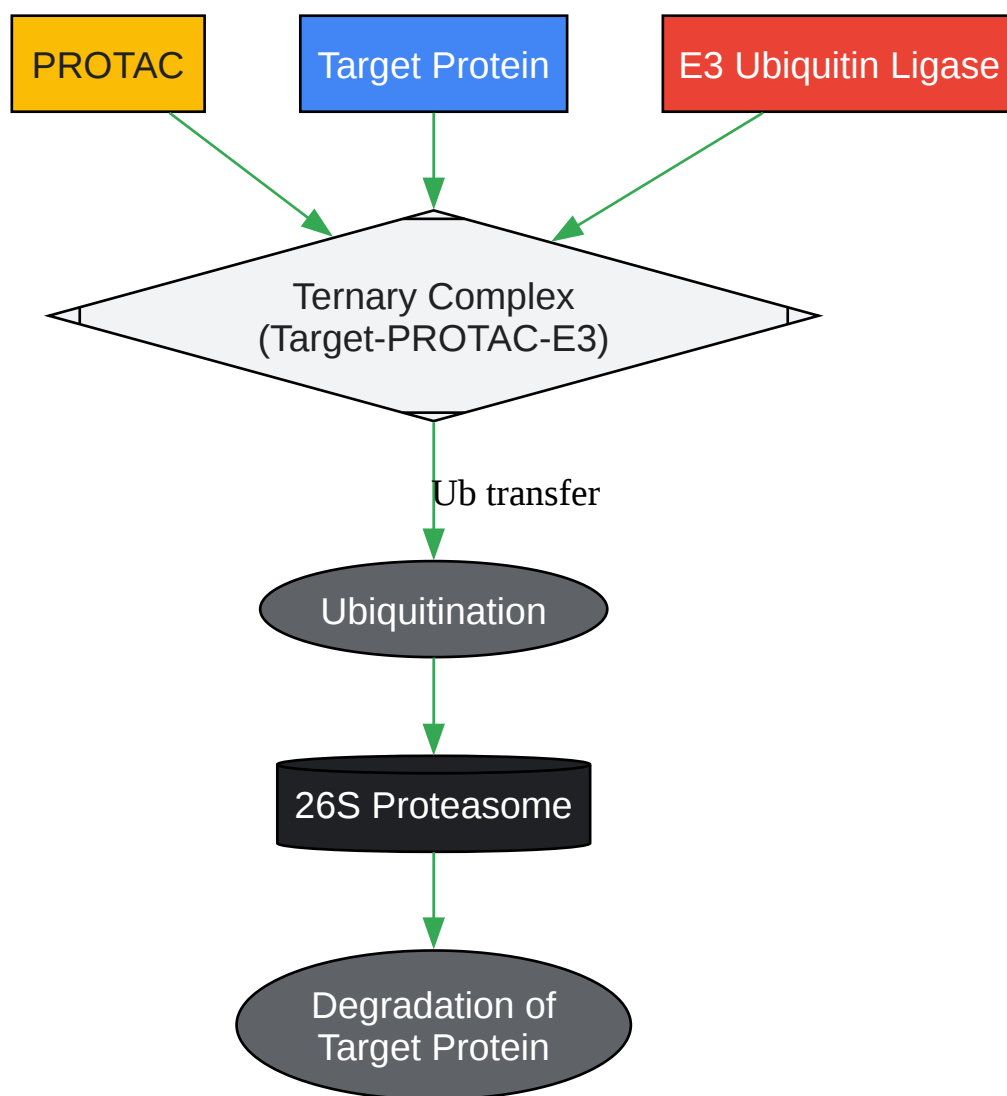 PROTAC
Target Protein
E3 Ubiquitin Ligase
Ternary Complex
(Target-PROTAC-E3)
Ub transfer
Ubiquitination
26S Proteasome
Degradation of
Target Protein